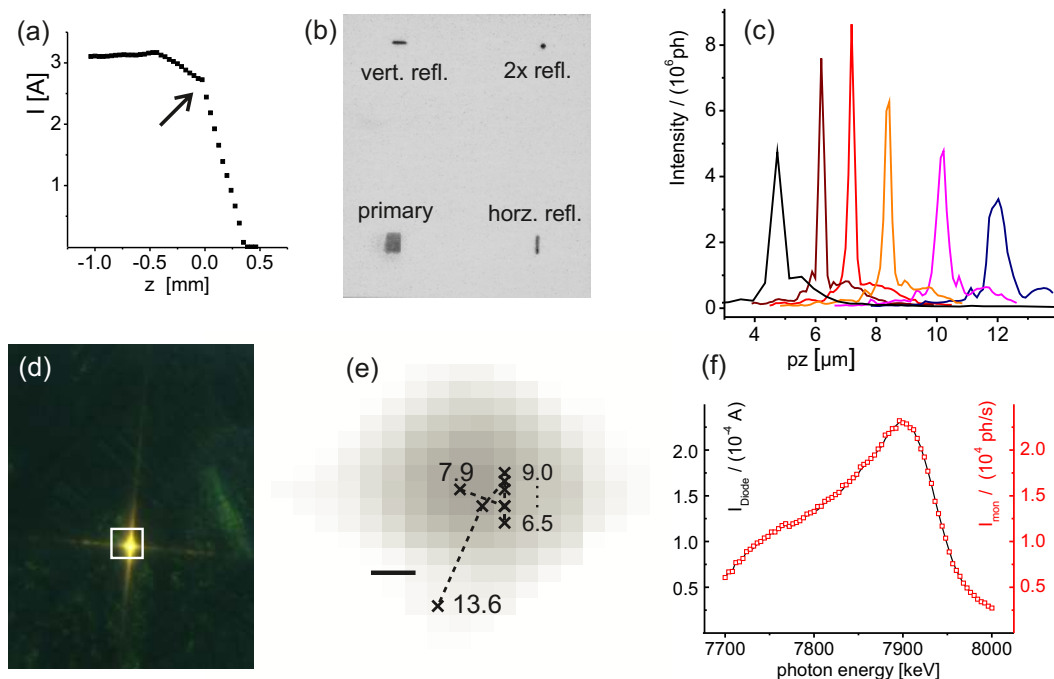 (a)
I [A]
3
2
1
-1.0 -0.5 0.0 0.5
z [mm]
(b)
vert. refl. 2x refl.
primary horz. refl.
(c)
Intensity / (10⁶ph)
8
6
4
2
0
4 6 8 10 12
pz [µm]
(d)
(e)
7.9
9.0
6.5
13.6
(f)
I_Diode / (10⁻⁴ A)
2.0
1.5
1.0
0.5
I_mon / (10⁴ ph/s)
2.0
1.5
1.0
0.5
7700 7800 7900 8000
photon energy [keV]